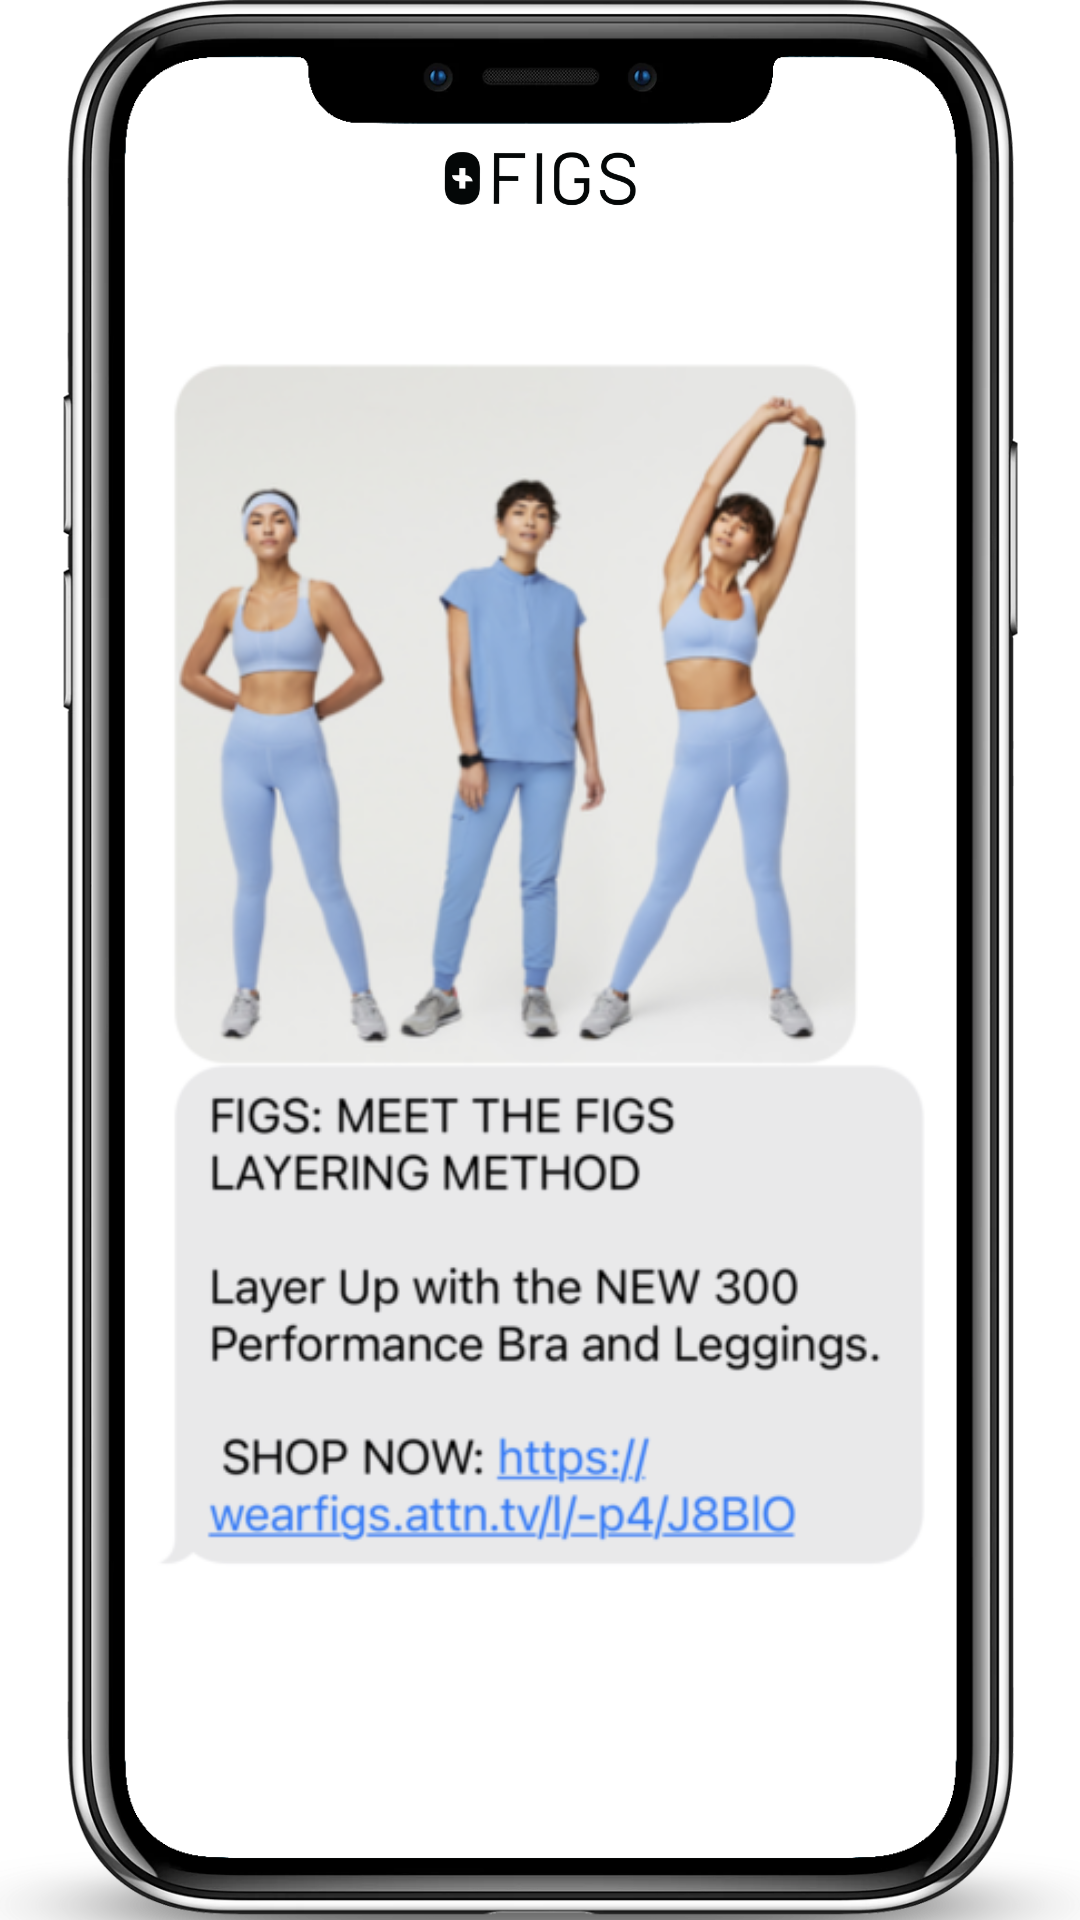 FIGS
FIGS: MEET THE FIGS
LAYERING METHOD
Layer Up with the NEW 300
Performance Bra and Leggings.
SHOP NOW: https://
wearfigs.attn.tv/l/-p4/J8BlO